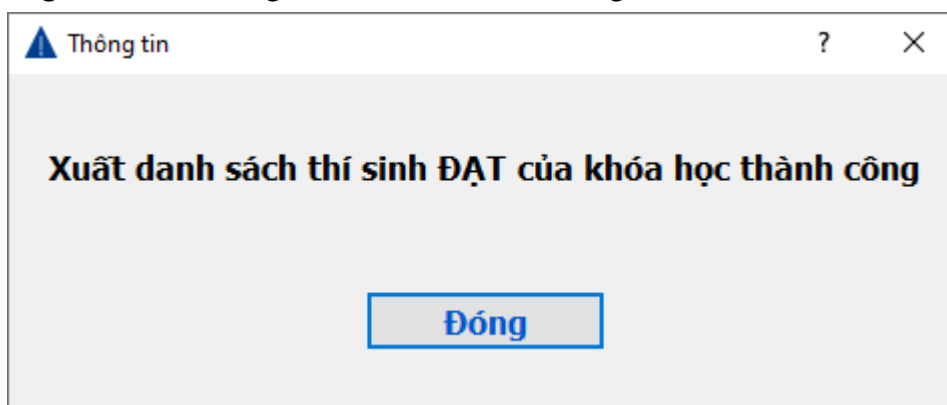 Thông tin
?
Xuất danh sách thí sinh ĐẠT của khóa học thành công
Đóng